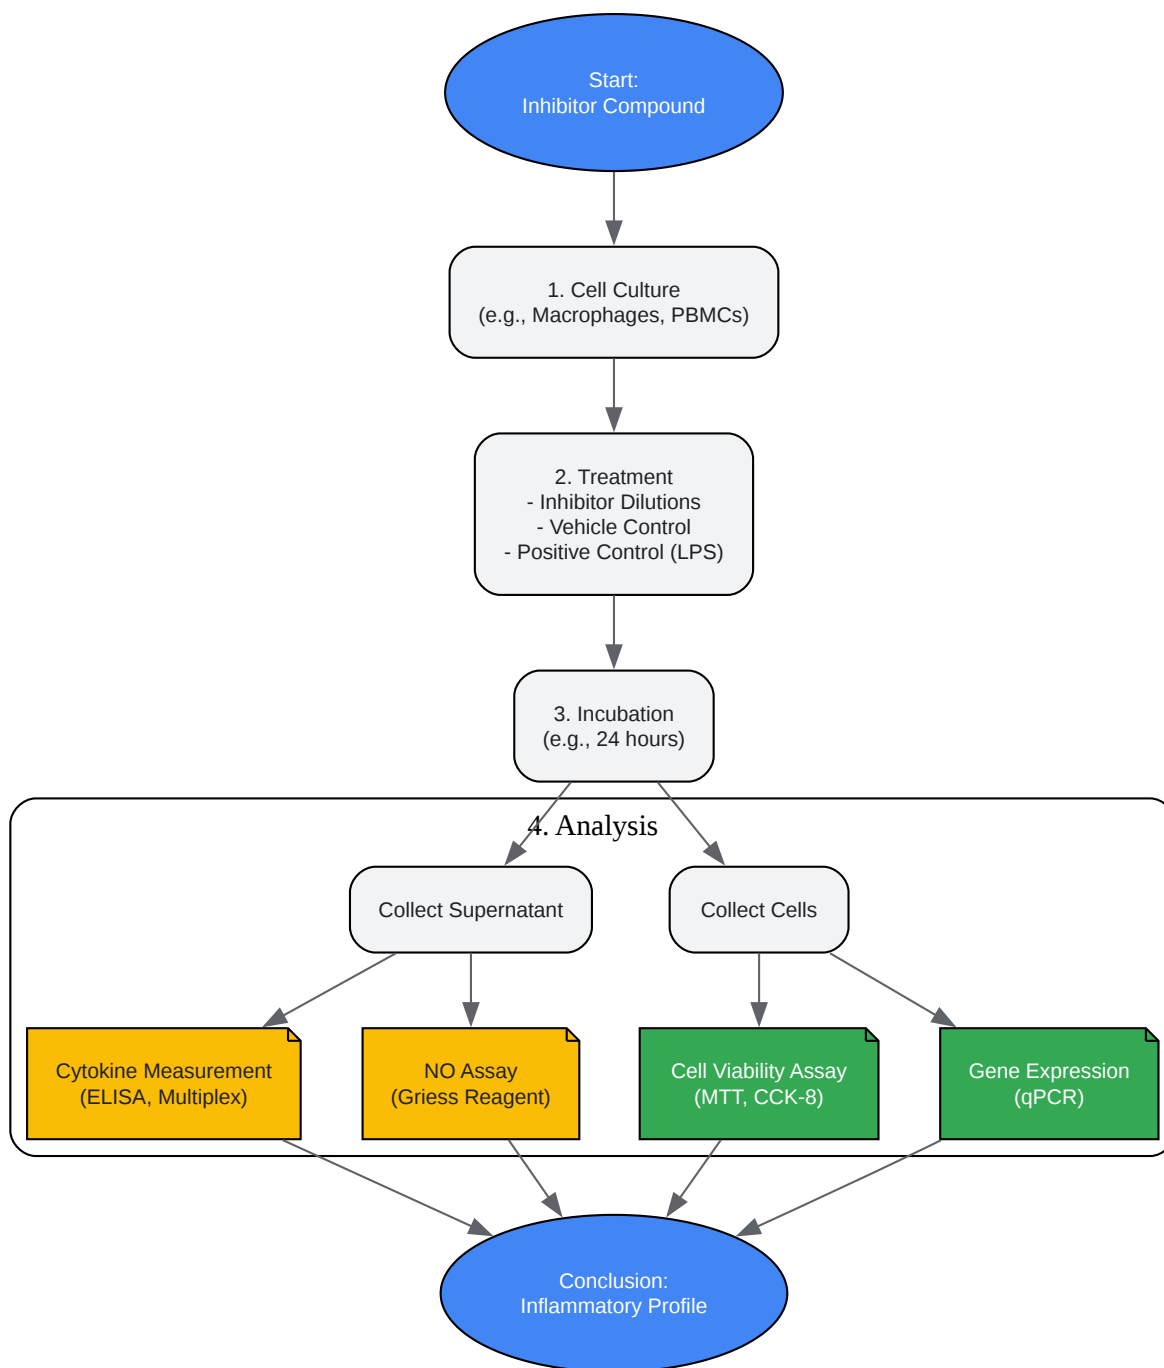 Start:
Inhibitor Compound
1. Cell Culture
(e.g., Macrophages, PBMCs)
2. Treatment
- Inhibitor Dilutions
- Vehicle Control
- Positive Control (LPS)
3. Incubation
(e.g., 24 hours)
4. Analysis
Collect Supernatant
Collect Cells
Cytokine Measurement
(ELISA, Multiplex)
NO Assay
(Griess Reagent)
Cell Viability Assay
(MTT, CCK-8)
Gene Expression
(qPCR)
Conclusion:
Inflammatory Profile